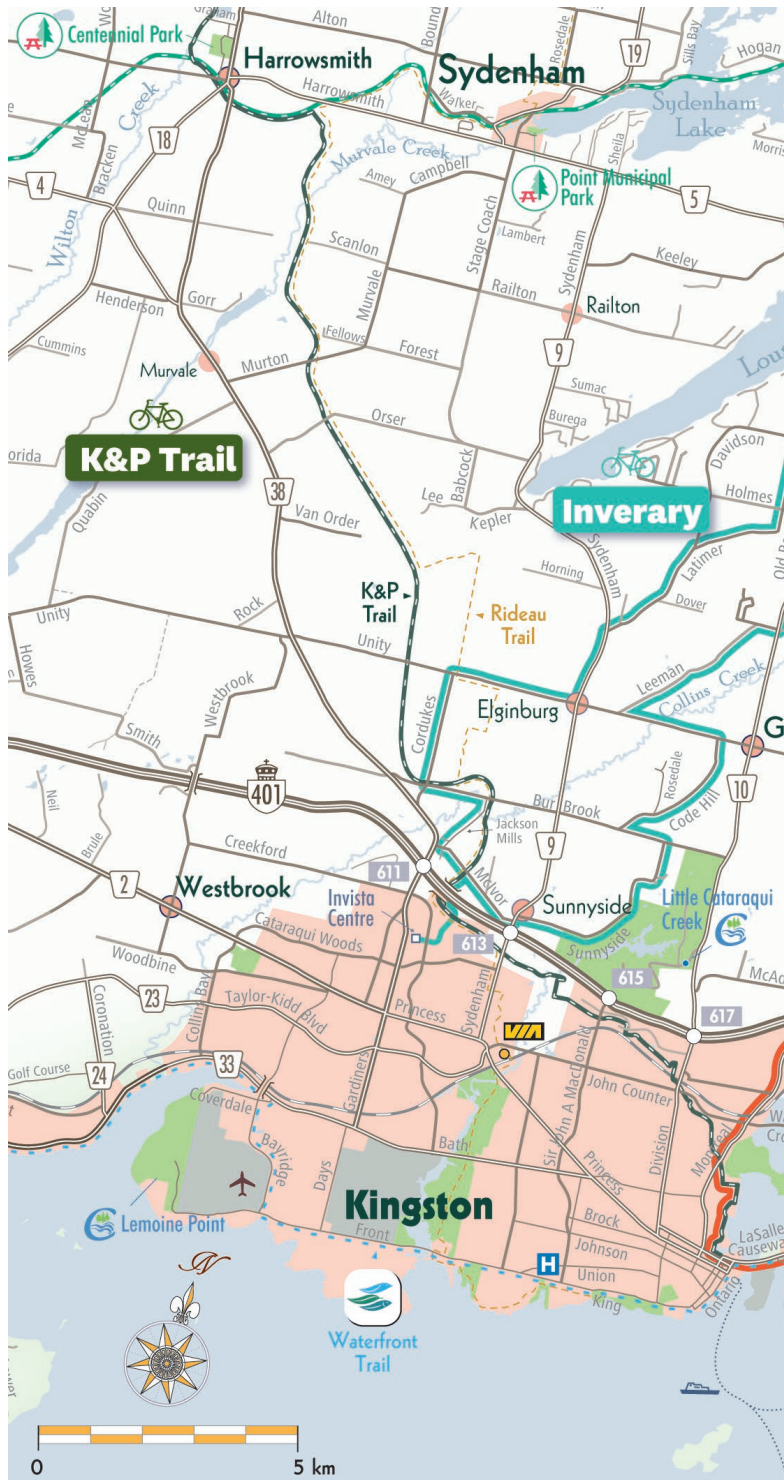 Graham
Alton
Rosedale
19
Sills Bay
Hogan
Centennial Park
Harrowsmith
Sydenham
Harrowsmith
Walker
Sydenham
Lake
McLean
Creek
18
Murvale Creek
Sheila
Bracken
Campbell
Amey
Point Municipal
Park
4
5
Quinn
Lambert
Wilton
Scanlon
Stage Coach
Sydenham
Keeley
Murvale
Railton
Railton
Henderson
Gorr
Fellows
Forest
9
Cummins
Murvale
Murton
Sumac
Orser
Burega
Davidson
K&P Trail
Babcock
Inverary
Holmes
Quabin
38
Lee
Kepler
Van Order
Sydenham
Latimer
Horning
K&P
Trail
Rideau
Trail
Dover
Unity
Rock
Unity
Leeman
Collins Creek
Howes
Westbrook
Cordukes
Elginburg
Smith
Rosedale
401
10
Bur Brook
Code Hill
Neil
Brule
Jackson
Mills
Creekford
9
2
Westbrook
611
McIvor
Invista
Centre
Sunnyside
Little Cataraqui
Creek
Cataraqui Woods
613
Sunnyside
Woodbine
615
23
Collins Bay
Taylor-Kidd Blvd
Princess
Sydenham
617
Coronation
VIA
Golf Course
24
33
Gardiners
Sir John A MacDonald
John Counter
Coverdale
Bath
Division
Montreal
Bayridge
Days
Princess
Lemoine Point
Kingston
Brock
Front
Johnson
LaSalle
H
Union
King
Ontario
N
Waterfront
Trail
0
5 km